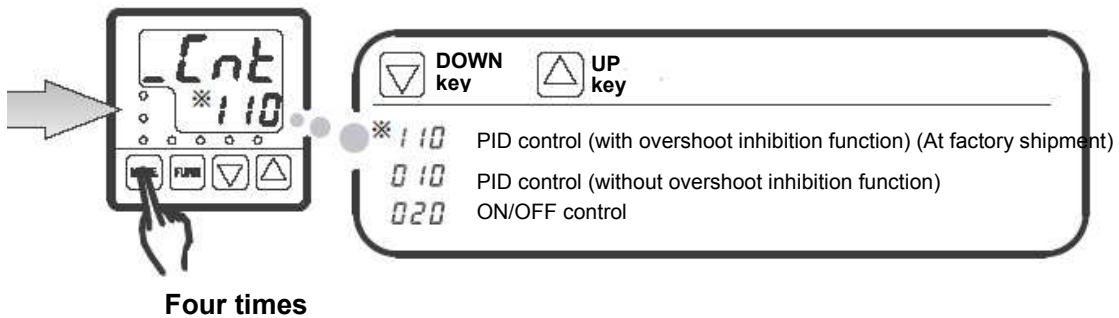 _Cnt
※110
MODE FUNC
Four times
DOWN key
UP key
※110 PID control (with overshoot inhibition function) (At factory shipment)
010 PID control (without overshoot inhibition function)
020 ON/OFF control